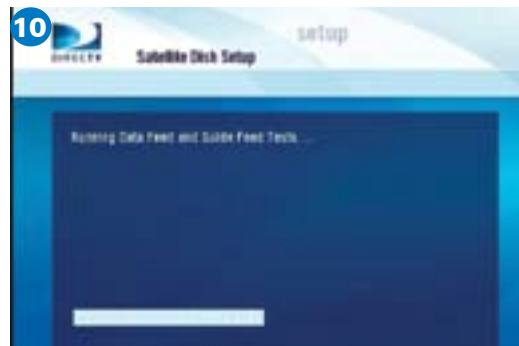 10
setup
DIRECTV
Satellite Dish Setup
Running Data Feed and Guide Feed Tests...